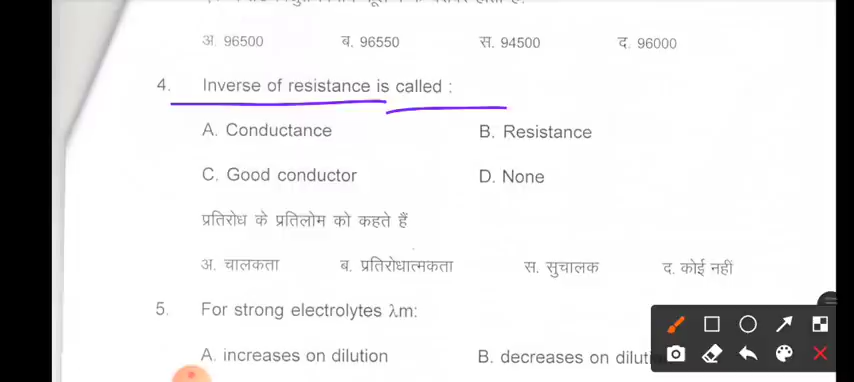 अ. 96500 ब. 96550 स. 94500 द. 96000
4. Inverse of resistance is called :
A. Conductance B. Resistance
C. Good conductor D. None
प्रतिरोध के प्रतिलोम को कहते हैं
अ. चालकता ब. प्रतिरोधात्मकता स. सुचालक द. कोई नहीं
5. For strong electrolytes λm:
A. increases on dilution B. decreases on